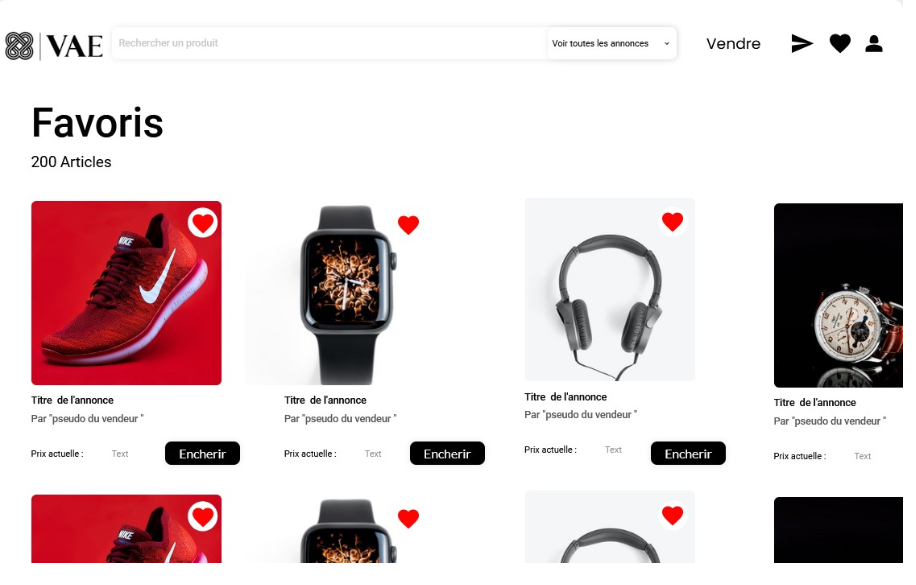 VAE
Rechercher un produit
Voir toutes les annonces
Vendre
Favoris
200 Articles
NIKE
Titre de l'annonce
Par "pseudo du vendeur "
Prix actuelle :
Text
Encherir
Titre de l'annonce
Par "pseudo du vendeur "
Prix actuelle :
Text
Encherir
Titre de l'annonce
Par "pseudo du vendeur "
Prix actuelle :
Text
Encherir
Titre de l'annonce
Par "pseudo du vendeur "
Prix actuelle :
Text
NIKE